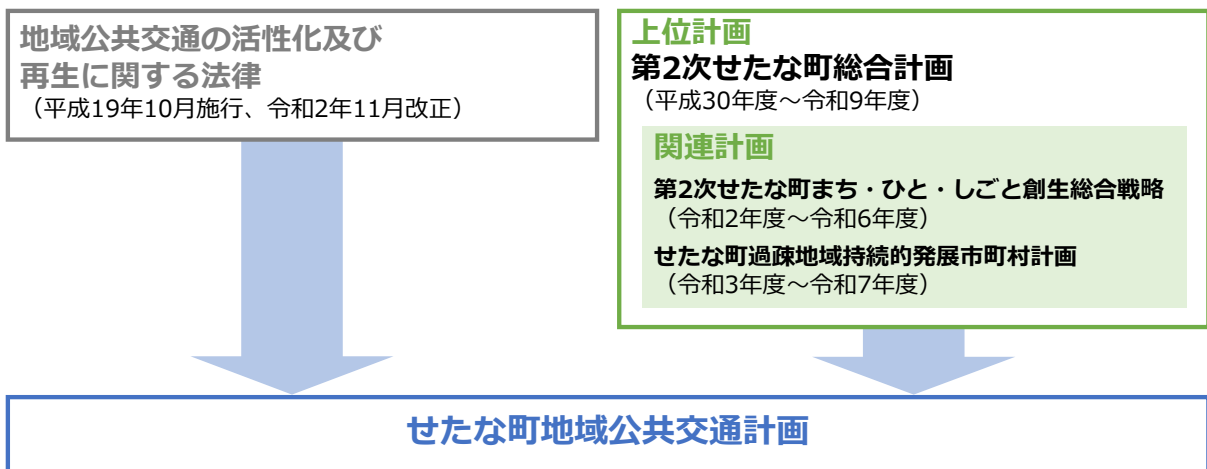 地域公共交通の活性化及び
再生に関する法律
（平成19年10月施行、令和2年11月改正）
上位計画
第2次せたな町総合計画
（平成30年度～令和9年度）
関連計画
第2次せたな町まち・ひと・しごと創生総合戦略
（令和2年度～令和6年度）
せたな町過疎地域持続的発展市町村計画
（令和3年度～令和7年度）
せたな町地域公共交通計画